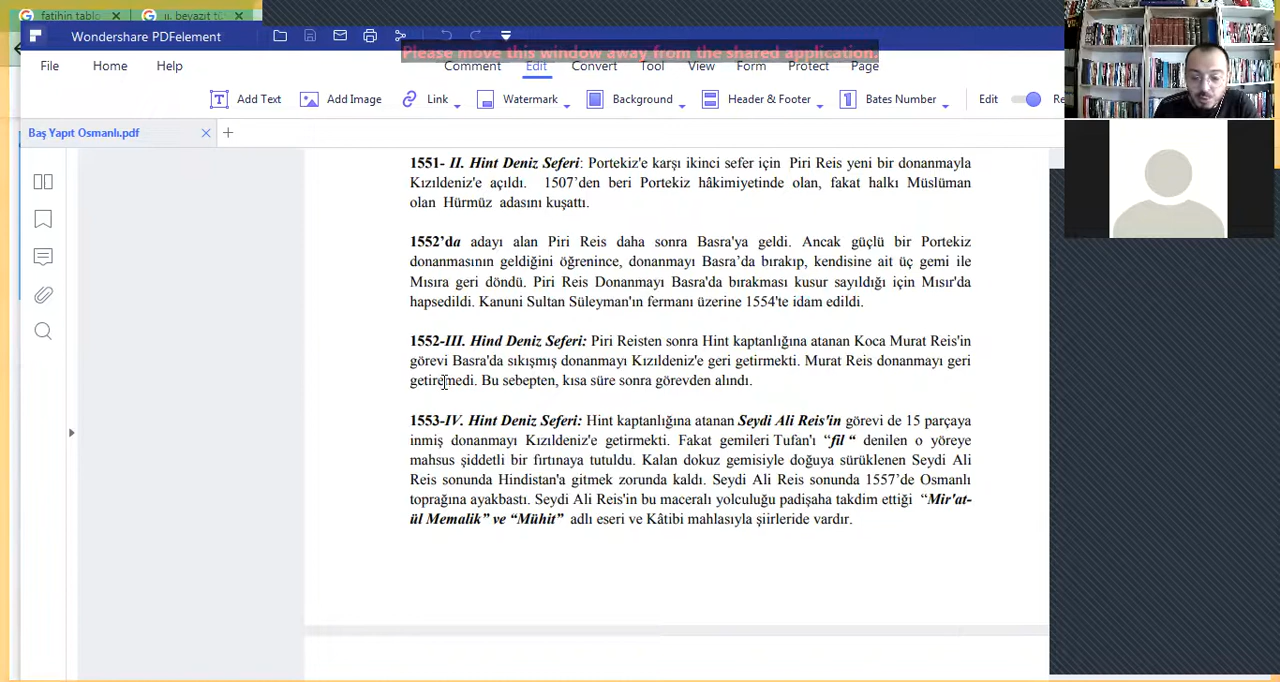 fatihin tablo
ıı. beyazıt tü
Wondershare PDFelement
Please move this window away from the shared application.
File Home Help Comment Edit Convert Tool View Form Protect Page
Add Text Add Image Link Watermark Background Header & Footer Bates Number Edit
Baş Yapıt Osmanlı.pdf
1551- II. Hint Deniz Seferi: Portekiz'e karşı ikinci sefer için Piri Reis yeni bir donanmayla
Kızıldeniz'e açıldı. 1507’den beri Portekiz hâkimiyetinde olan, fakat halkı Müslüman
olan Hürmüz adasını kuşattı.
1552’da adayı alan Piri Reis daha sonra Basra'ya geldi. Ancak güçlü bir Portekiz
donanmasının geldiğini öğrenince, donanmayı Basra’da bırakıp, kendisine ait üç gemi ile
Mısıra geri döndü. Piri Reis Donanmayı Basra'da bırakması kusur sayıldığı için Mısır'da
hapsedildi. Kanuni Sultan Süleyman'ın fermanı üzerine 1554'te idam edildi.
1552-III. Hind Deniz Seferi: Piri Reisten sonra Hint kaptanlığına atanan Koca Murat Reis'in
görevi Basra'da sıkışmış donanmayı Kızıldeniz'e geri getirmekti. Murat Reis donanmayı geri
getiremedi. Bu sebepten, kısa süre sonra görevden alındı.
1553-IV. Hint Deniz Seferi: Hint kaptanlığına atanan Seydi Ali Reis'in görevi de 15 parçaya
inmiş donanmayı Kızıldeniz'e getirmekti. Fakat gemileri Tufan'ı “fil “ denilen o yöreye
mahsus şiddetli bir fırtınaya tutuldu. Kalan dokuz gemisiyle doğuya sürüklenen Seydi Ali
Reis sonunda Hindistan'a gitmek zorunda kaldı. Seydi Ali Reis sonunda 1557’de Osmanlı
toprağına ayakbastı. Seydi Ali Reis'in bu maceralı yolculuğu padişaha takdim ettiği “Mir'at-
ül Memalik” ve “Mühit” adlı eseri ve Kâtibi mahlasıyla şiirleride vardır.